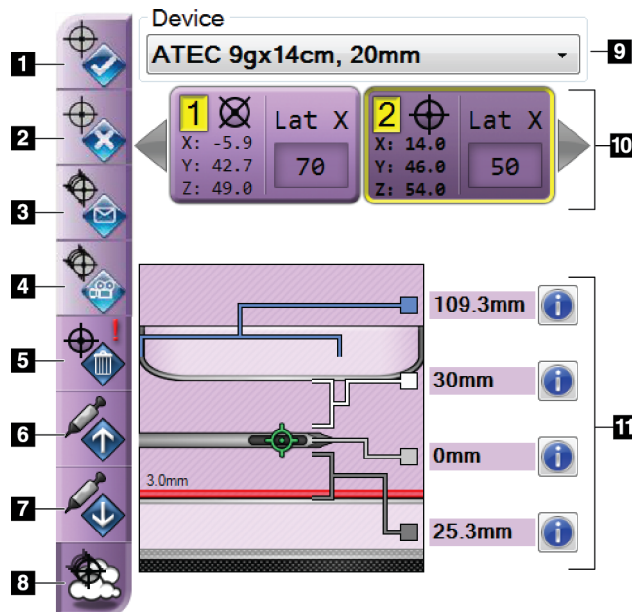 Device
1
ATEC 9gx14cm, 20mm
9
1 Lat X
X: -5.9
Y: 42.7
Z: 49.0
70
2 Lat X
X: 14.0
Y: 46.0
Z: 54.0
50
10
2
3
4
5
!
6
7
8
109.3mm
30mm
0mm
3.0mm
25.3mm
11